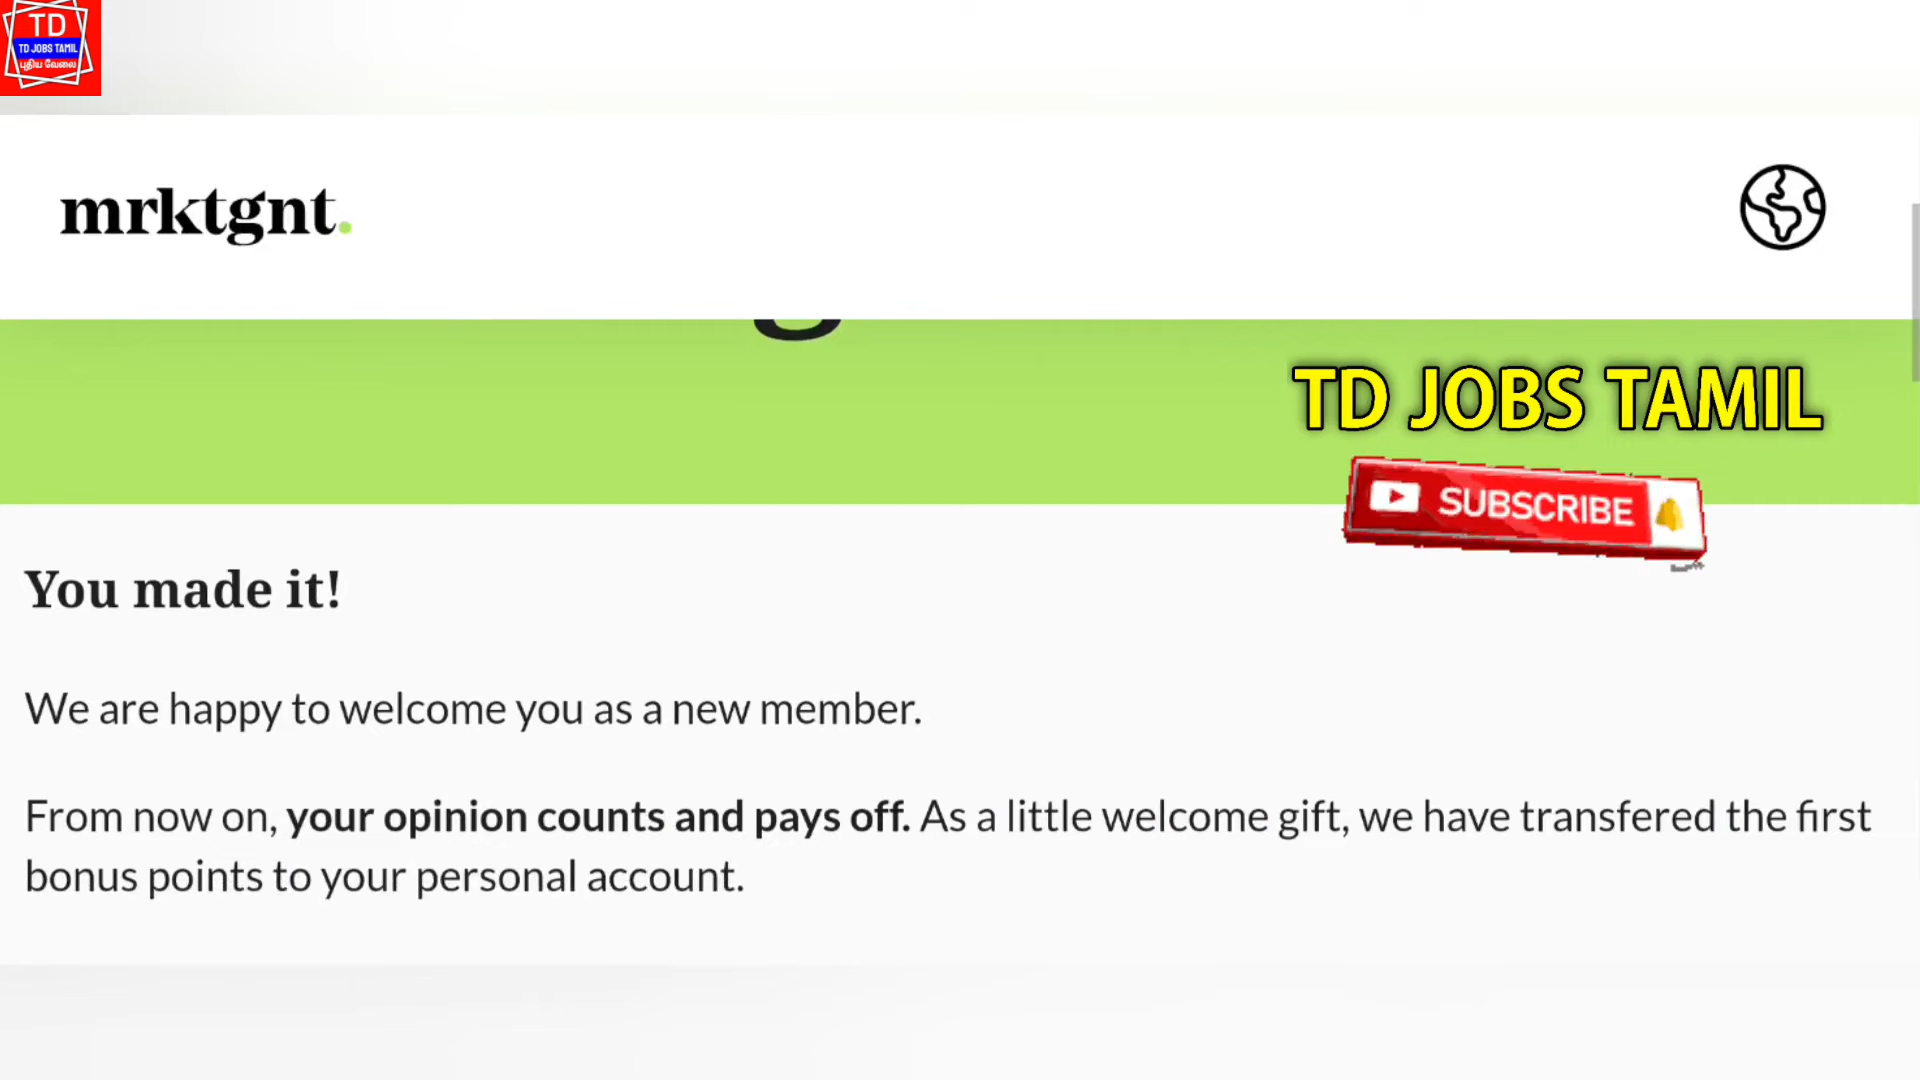 TD
TD JOBS TAMIL
புதிய வேலை
mrktgnt.
TD JOBS TAMIL
SUBSCRIBE
You made it!
We are happy to welcome you as a new member.
From now on, your opinion counts and pays off. As a little welcome gift, we have transfered the first
bonus points to your personal account.